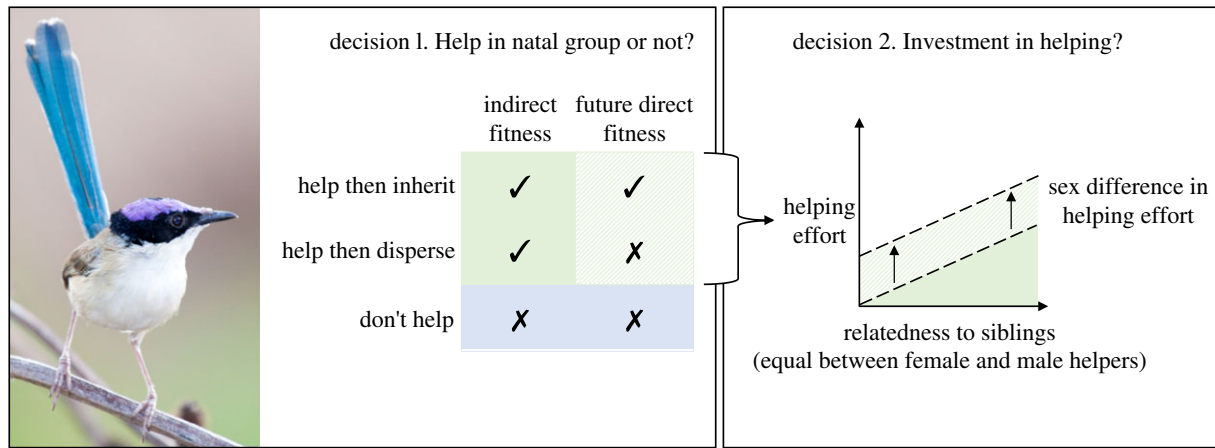 decision 1. Help in natal group or not?
indirect
fitness
future direct
fitness
help then inherit
✓ ✓
help then disperse
✓ ✗
don't help
✗ ✗
decision 2. Investment in helping?
helping
effort
sex difference in
helping effort
relatedness to siblings
(equal between female and male helpers)